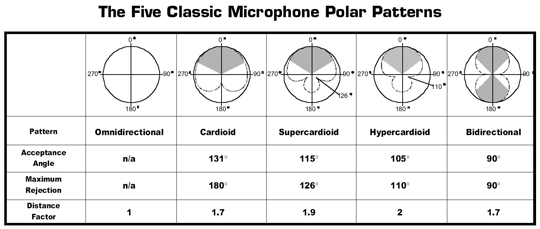 The Five Classic Microphone Polar Patterns
0° 0° 0° 0° 0°
270° 90° 270° 90° 270° 90° 270° 90° 270° 90°
126° 110°
180° 180° 180° 180° 180°
Pattern Omnidirectional Cardioid Supercardioid Hypercardioid Bidirectional
Acceptance
Angle n/a 131° 115° 105° 90°
Maximum
Rejection n/a 180° 126° 110° 90°
Distance
Factor 1 1.7 1.9 2 1.7